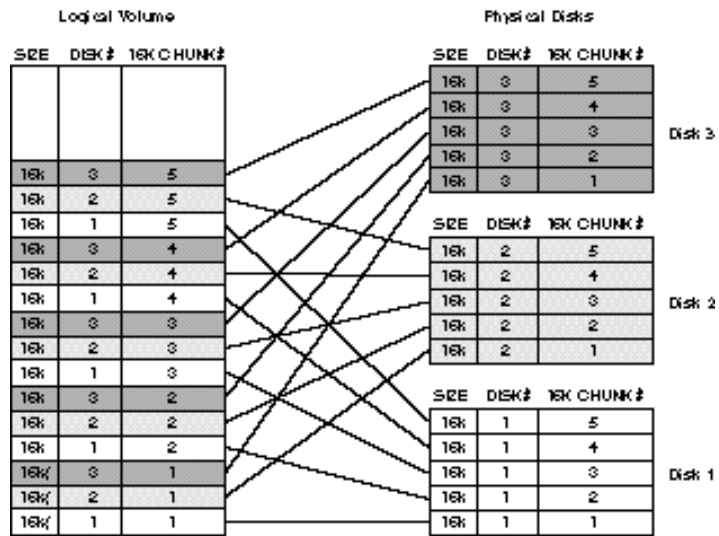 Logical Volume
SIZE DISK# 16K CHUNK#
16k 3 5
16k 2 5
16k 1 5
16k 3 4
16k 2 4
16k 1 4
16k 3 3
16k 2 3
16k 1 3
16k 3 2
16k 2 2
16k 1 2
16k( 3 1
16k( 2 1
16k( 1 1
Physical Disks
SIZE DISK# 16K CHUNK#
16k 3 5
16k 3 4
16k 3 3
16k 3 2
16k 3 1
Disk 3
SIZE DISK# 16K CHUNK#
16k 2 5
16k 2 4
16k 2 3
16k 2 2
16k 2 1
Disk 2
SIZE DISK# 16K CHUNK#
16k 1 5
16k 1 4
16k 1 3
16k 1 2
16k 1 1
Disk 1